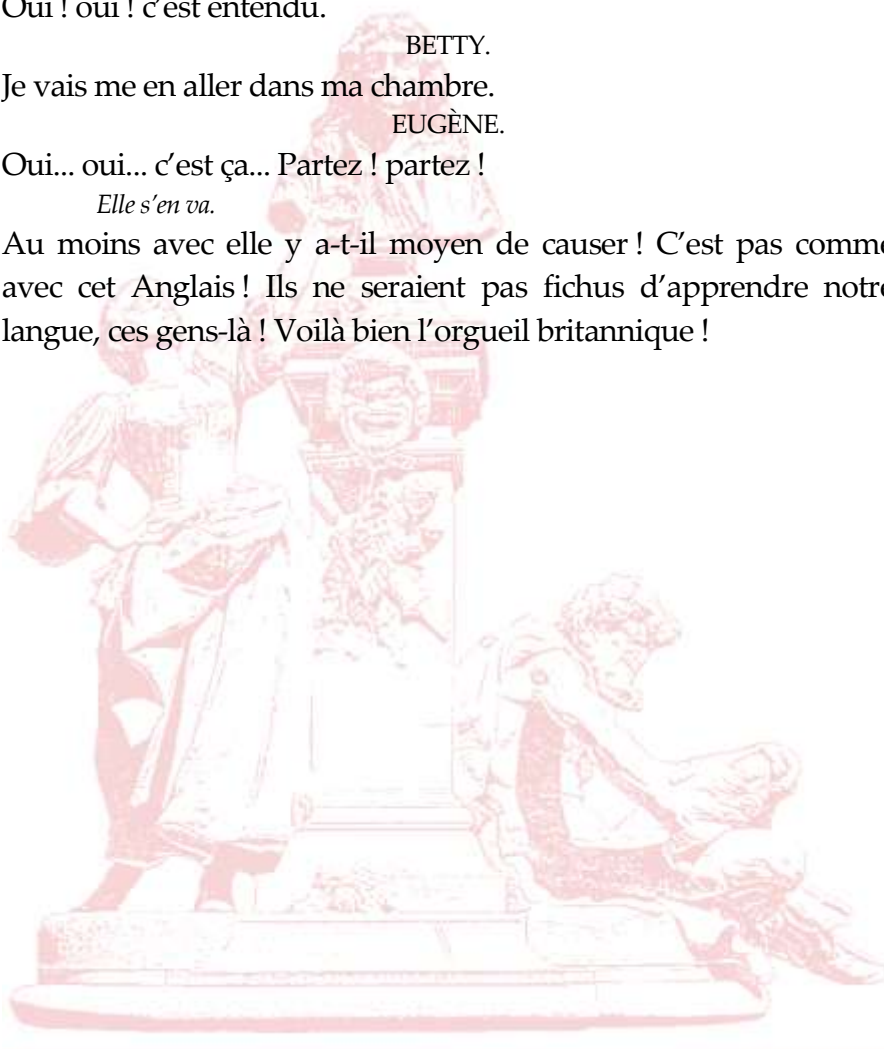 Oui ! oui ! c’est entendu.
BETTY.
Je vais me en aller dans ma chambre.
EUGÈNE.
Oui... oui... c’est ça... Partez ! partez !
Elle s’en va.
Au moins avec elle y a-t-il moyen de causer ! C’est pas comme
avec cet Anglais ! Ils ne seraient pas fichus d’apprendre notre
langue, ces gens-là ! Voilà bien l’orgueil britannique !